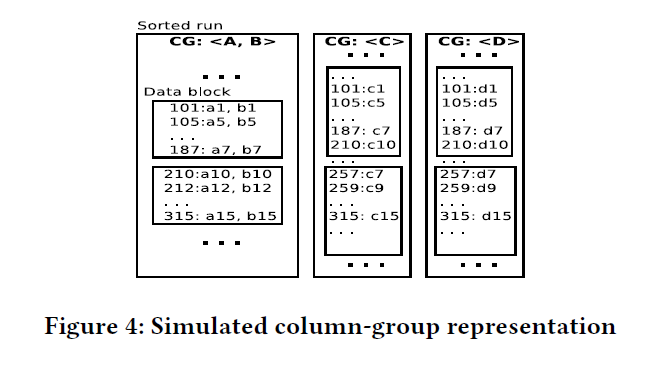 Sorted run
CG: <A, B>
...
Data block
101:a1, b1
105:a5, b5
...
187: a7, b7
210:a10, b10
212:a12, b12
...
315: a15, b15
...
CG: <C>
...
...
101:c1
105:c5
...
187: c7
210:c10
...
257:c7
259:c9
...
315: c15
...
...
CG: <D>
...
...
101:d1
105:d5
...
187: d7
210:d10
...
257:d7
259:d9
...
315: d15
...
...
Figure 4: Simulated column-group representation